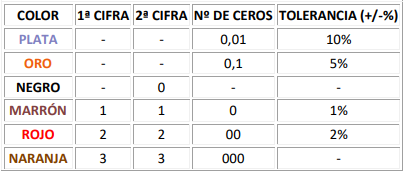 COLOR 1ª CIFRA 2ª CIFRA Nº DE CEROS TOLERANCIA (+/-%)
PLATA - - 0,01 10%
ORO - - 0,1 5%
NEGRO - 0 - -
MARRÓN 1 1 0 1%
ROJO 2 2 00 2%
NARANJA 3 3 000 -